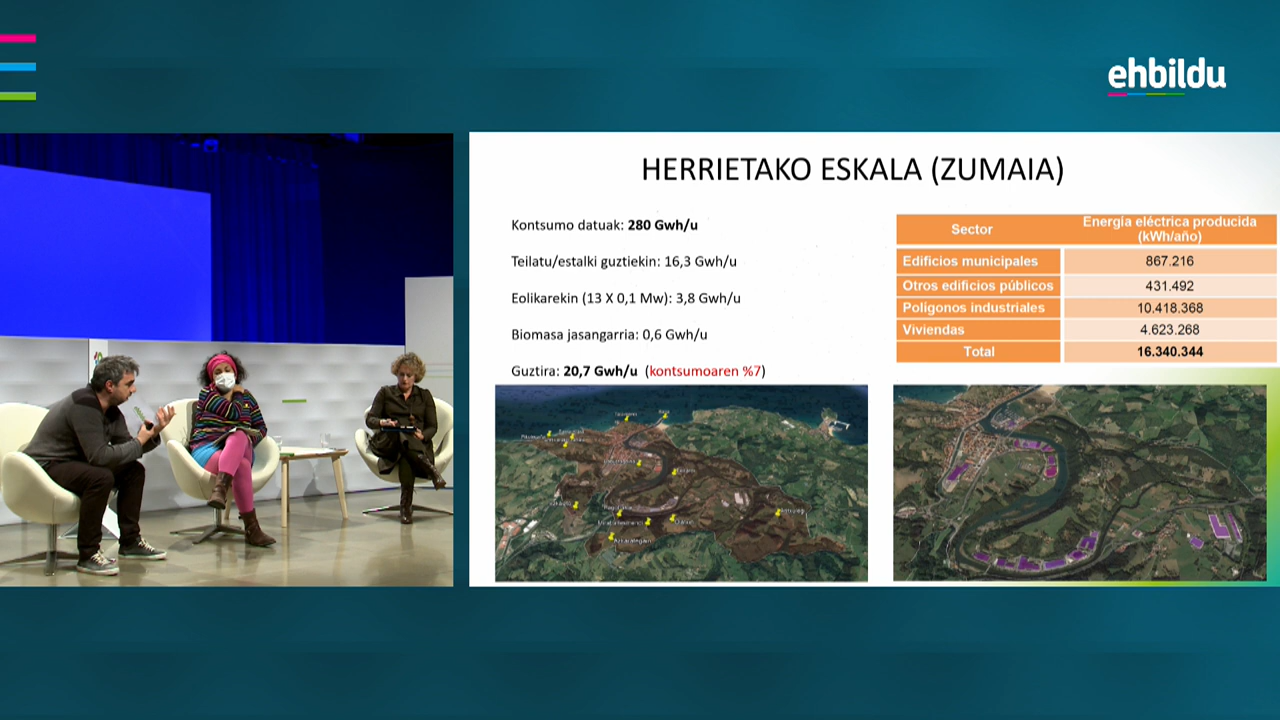 ehbildu
HERRIETAKO ESKALA (ZUMAIA)
Kontsumo datuak: 280 Gwh/u
Teilatu/estalki guztiekin: 16,3 Gwh/u
Eolikarekin (13 X 0,1 Mw): 3,8 Gwh/u
Biomasa jasangarria: 0,6 Gwh/u
Guztira: 20,7 Gwh/u (kontsumoaren %7)
Sector Energía eléctrica producida
(kWh/año)
Edificios municipales 867.216
Otros edificios públicos 431.492
Polígonos industriales 10.418.368
Viviendas 4.623.268
Total 16.340.344